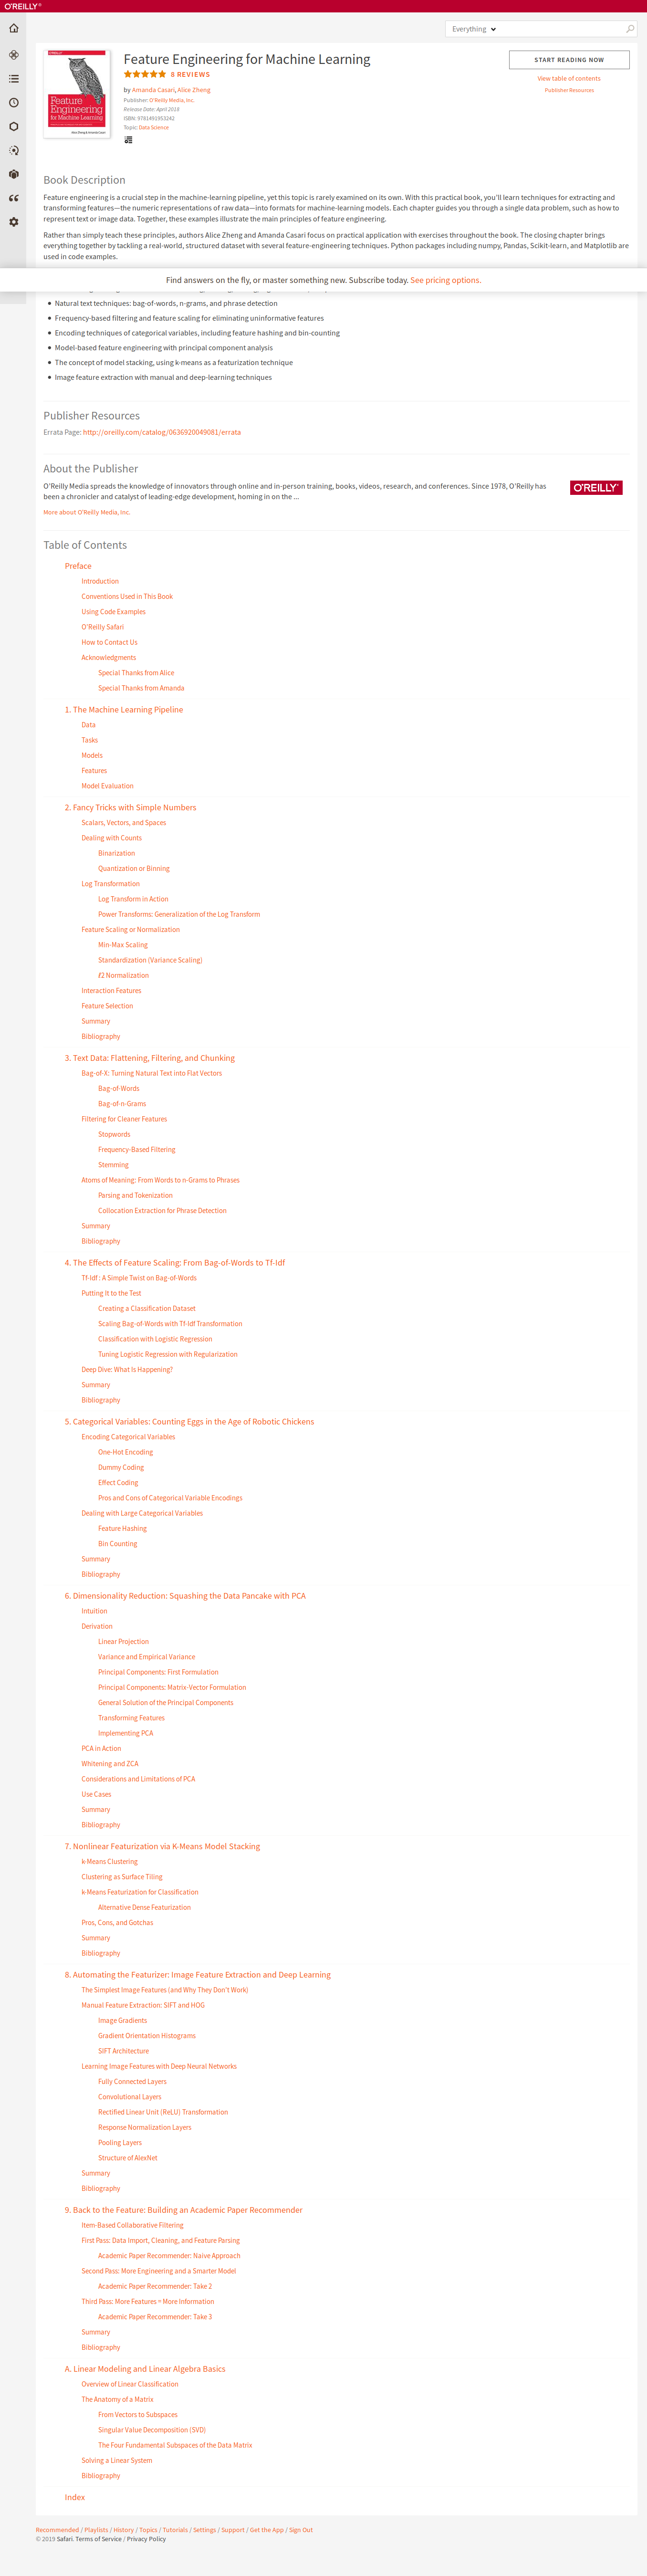 O'REILLY®
Everything
O'REILLY®
Feature
Engineering
for Machine Learning
Alice Zheng & Amanda Casari
Feature Engineering for Machine Learning
8 REVIEWS
by Amanda Casari, Alice Zheng
Publisher: O'Reilly Media, Inc.
Release Date: April 2018
ISBN: 9781491953242
Topic: Data Science
START READING NOW
View table of contents
Publisher Resources
Book Description
Feature engineering is a crucial step in the machine-learning pipeline, yet this topic is rarely examined on its own. With this practical book, you'll learn techniques for extracting and
transforming features—the numeric representations of raw data—into formats for machine-learning models. Each chapter guides you through a single data problem, such as how to
represent text or image data. Together, these examples illustrate the main principles of feature engineering.
Rather than simply teach these principles, authors Alice Zheng and Amanda Casari focus on practical application with exercises throughout the book. The closing chapter brings
everything together by tackling a real-world, structured dataset with several feature-engineering techniques. Python packages including numpy, Pandas, Scikit-learn, and Matplotlib are
used in code examples.
Find answers on the fly, or master something new. Subscribe today. See pricing options.
Natural text techniques: bag-of-words, n-grams, and phrase detection
Frequency-based filtering and feature scaling for eliminating uninformative features
Encoding techniques of categorical variables, including feature hashing and bin-counting
Model-based feature engineering with principal component analysis
The concept of model stacking, using k-means as a featurization technique
Image feature extraction with manual and deep-learning techniques
Publisher Resources
Errata Page: http://oreilly.com/catalog/0636920049081/errata
About the Publisher
O'Reilly Media spreads the knowledge of innovators through online and in-person training, books, videos, research, and conferences. Since 1978, O'Reilly has
been a chronicler and catalyst of leading-edge development, homing in on the ...
O'REILLY®
More about O'Reilly Media, Inc.
Table of Contents
Preface
Introduction
Conventions Used in This Book
Using Code Examples
O'Reilly Safari
How to Contact Us
Acknowledgments
Special Thanks from Alice
Special Thanks from Amanda
1. The Machine Learning Pipeline
Data
Tasks
Models
Features
Model Evaluation
2. Fancy Tricks with Simple Numbers
Scalars, Vectors, and Spaces
Dealing with Counts
Binarization
Quantization or Binning
Log Transformation
Log Transform in Action
Power Transforms: Generalization of the Log Transform
Feature Scaling or Normalization
Min-Max Scaling
Standardization (Variance Scaling)
ℓ2 Normalization
Interaction Features
Feature Selection
Summary
Bibliography
3. Text Data: Flattening, Filtering, and Chunking
Bag-of-X: Turning Natural Text into Flat Vectors
Bag-of-Words
Bag-of-n-Grams
Filtering for Cleaner Features
Stopwords
Frequency-Based Filtering
Stemming
Atoms of Meaning: From Words to n-Grams to Phrases
Parsing and Tokenization
Collocation Extraction for Phrase Detection
Summary
Bibliography
4. The Effects of Feature Scaling: From Bag-of-Words to Tf-Idf
Tf-Idf : A Simple Twist on Bag-of-Words
Putting It to the Test
Creating a Classification Dataset
Scaling Bag-of-Words with Tf-Idf Transformation
Classification with Logistic Regression
Tuning Logistic Regression with Regularization
Deep Dive: What Is Happening?
Summary
Bibliography
5. Categorical Variables: Counting Eggs in the Age of Robotic Chickens
Encoding Categorical Variables
One-Hot Encoding
Dummy Coding
Effect Coding
Pros and Cons of Categorical Variable Encodings
Dealing with Large Categorical Variables
Feature Hashing
Bin Counting
Summary
Bibliography
6. Dimensionality Reduction: Squashing the Data Pancake with PCA
Intuition
Derivation
Linear Projection
Variance and Empirical Variance
Principal Components: First Formulation
Principal Components: Matrix-Vector Formulation
General Solution of the Principal Components
Transforming Features
Implementing PCA
PCA in Action
Whitening and ZCA
Considerations and Limitations of PCA
Use Cases
Summary
Bibliography
7. Nonlinear Featurization via K-Means Model Stacking
k-Means Clustering
Clustering as Surface Tiling
k-Means Featurization for Classification
Alternative Dense Featurization
Pros, Cons, and Gotchas
Summary
Bibliography
8. Automating the Featurizer: Image Feature Extraction and Deep Learning
The Simplest Image Features (and Why They Don't Work)
Manual Feature Extraction: SIFT and HOG
Image Gradients
Gradient Orientation Histograms
SIFT Architecture
Learning Image Features with Deep Neural Networks
Fully Connected Layers
Convolutional Layers
Rectified Linear Unit (ReLU) Transformation
Response Normalization Layers
Pooling Layers
Structure of AlexNet
Summary
Bibliography
9. Back to the Feature: Building an Academic Paper Recommender
Item-Based Collaborative Filtering
First Pass: Data Import, Cleaning, and Feature Parsing
Academic Paper Recommender: Naive Approach
Second Pass: More Engineering and a Smarter Model
Academic Paper Recommender: Take 2
Third Pass: More Features = More Information
Academic Paper Recommender: Take 3
Summary
Bibliography
A. Linear Modeling and Linear Algebra Basics
Overview of Linear Classification
The Anatomy of a Matrix
From Vectors to Subspaces
Singular Value Decomposition (SVD)
The Four Fundamental Subspaces of the Data Matrix
Solving a Linear System
Bibliography
Index
Recommended / Playlists / History / Topics / Tutorials / Settings / Support / Get the App / Sign Out
© 2019 Safari. Terms of Service / Privacy Policy